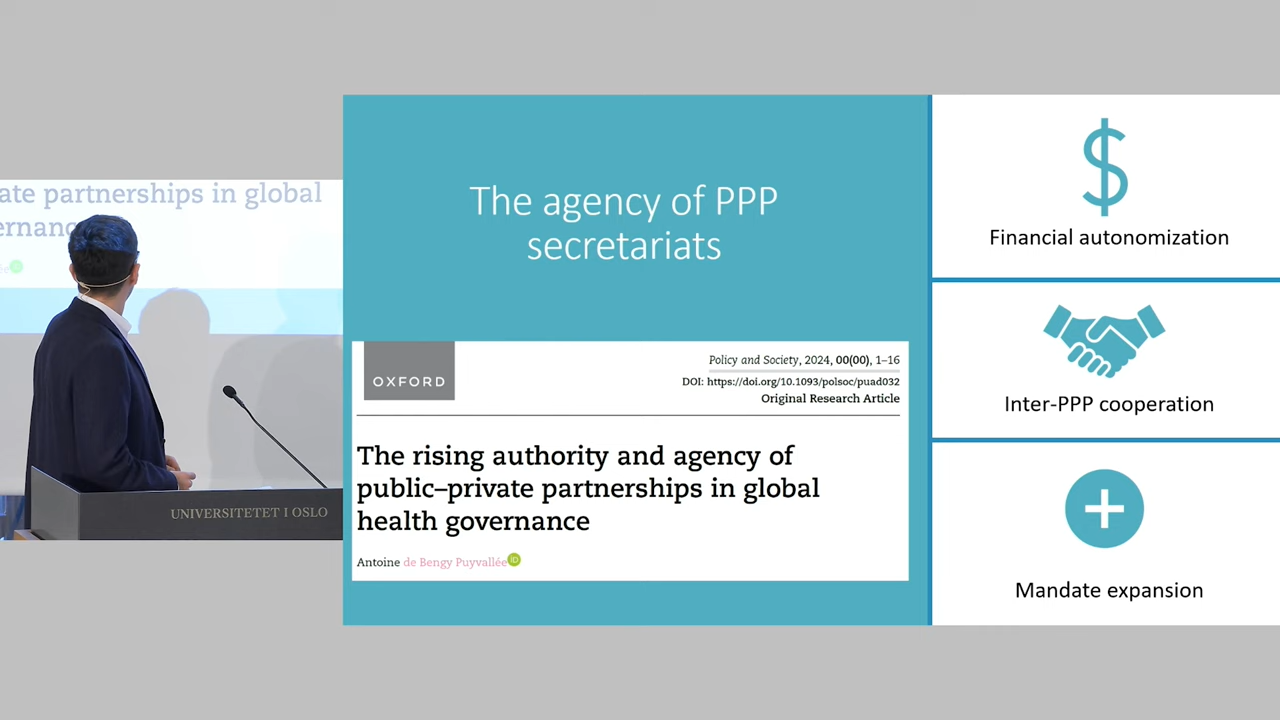 ate partnerships in global
ernanc
ée
UNIVERSITETET I OSLO
The agency of PPP
secretariats
OXFORD
Policy and Society, 2024, 00(00), 1–16
DOI: https://doi.org/10.1093/polsoc/puad032
Original Research Article
The rising authority and agency of
public–private partnerships in global
health governance
Antoine de Bengy Puyvallée
iD
Financial autonomization
Inter-PPP cooperation
Mandate expansion